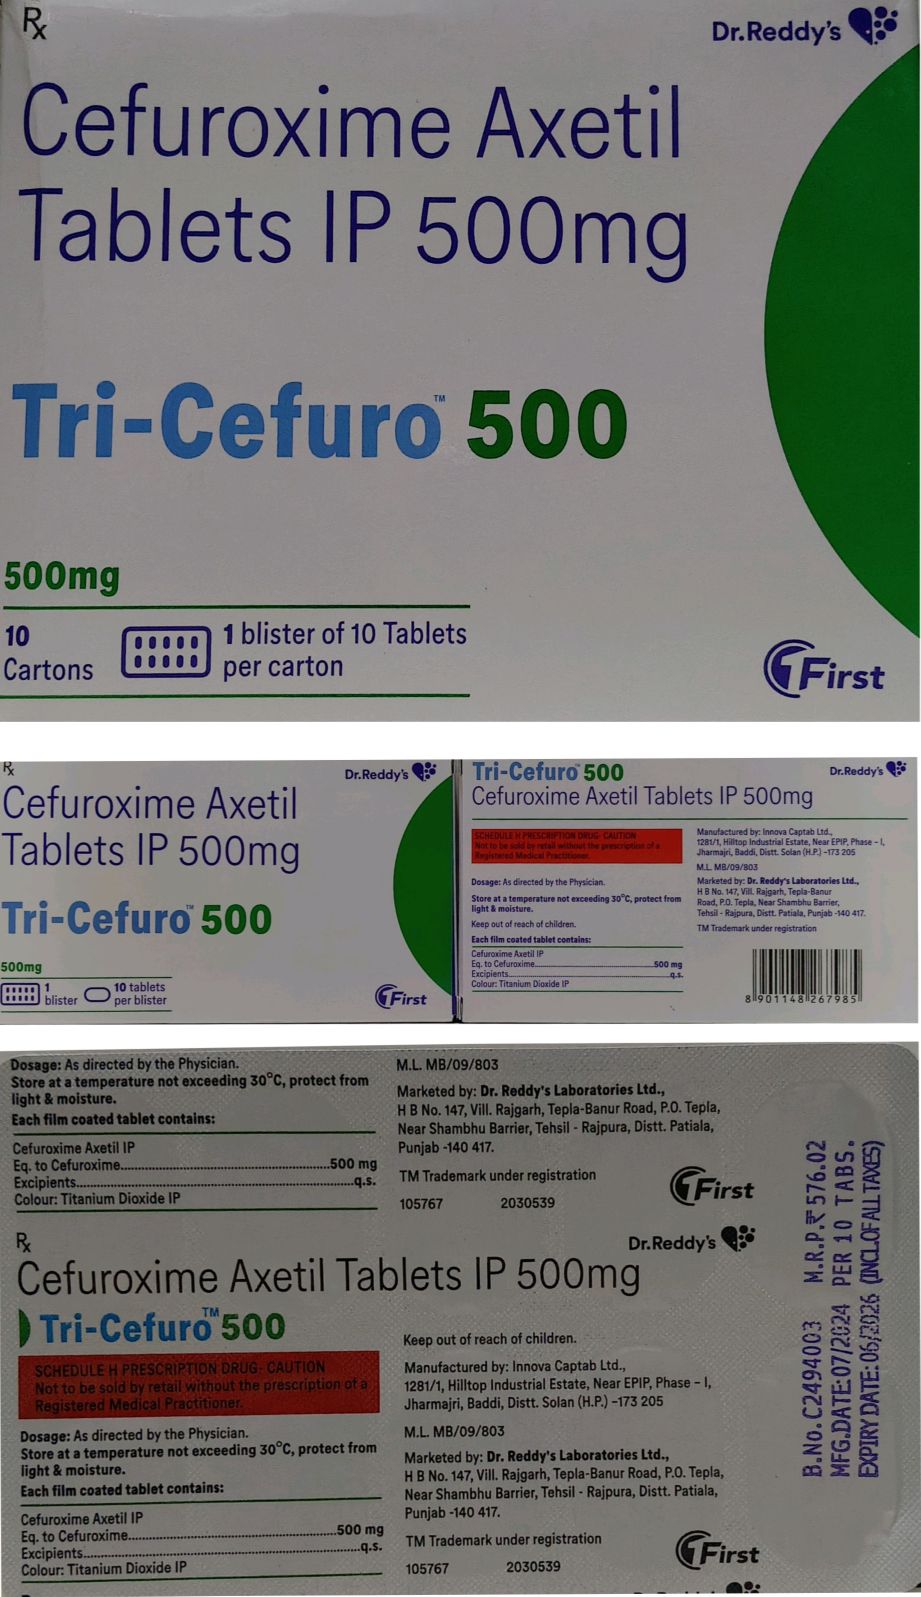 Rx
Dr.Reddy's
Cefuroxime Axetil
Tablets IP 500mg
Tri-Cefuro™ 500
500mg
10
Cartons
1 blister of 10 Tablets
per carton
First
Rx
Dr.Reddy's
Cefuroxime Axetil
Tablets IP 500mg
Tri-Cefuro™ 500
500mg
1
blister
10 tablets
per blister
First
Tri-Cefuro™ 500
Dr.Reddy's
Cefuroxime Axetil Tablets IP 500mg
SCHEDULE H PRESCRIPTION DRUG- CAUTION
Not to be sold by retail without the prescription of a
Registered Medical Practitioner.
Dosage: As directed by the Physician.
Store at a temperature not exceeding 30°C, protect from
light & moisture.
Keep out of reach of children.
Each film coated tablet contains:
Cefuroxime Axetil IP
Eq. to Cefuroxime..................500 mg
Excipients..................q.s.
Colour: Titanium Dioxide IP
Manufactured by: Innova Captab Ltd.,
1281/1, Hilltop Industrial Estate, Near EPIP, Phase – I,
Jharmajri, Baddi, Distt. Solan (H.P.) –173 205
M.L. MB/09/803
Marketed by: Dr. Reddy's Laboratories Ltd.,
H B No. 147, Vill. Rajgarh, Tepla-Banur
Road, P.O. Tepla, Near Shambhu Barrier,
Tehsil - Rajpura, Distt. Patiala, Punjab -140 417.
TM Trademark under registration
8 901148 267985
Dosage: As directed by the Physician.
Store at a temperature not exceeding 30°C, protect from
light & moisture.
Each film coated tablet contains:
Cefuroxime Axetil IP
Eq. to Cefuroxime..................500 mg
Excipients..................q.s.
Colour: Titanium Dioxide IP
M.L. MB/09/803
Marketed by: Dr. Reddy's Laboratories Ltd.,
H B No. 147, Vill. Rajgarh, Tepla-Banur Road, P.O. Tepla,
Near Shambhu Barrier, Tehsil - Rajpura, Distt. Patiala,
Punjab -140 417.
TM Trademark under registration
105767 2030539
First
Rx
Dr.Reddy's
Cefuroxime Axetil Tablets IP 500mg
Tri-Cefuro™ 500
SCHEDULE H PRESCRIPTION DRUG- CAUTION
Not to be sold by retail without the prescription of a
Registered Medical Practitioner.
Dosage: As directed by the Physician.
Store at a temperature not exceeding 30°C, protect from
light & moisture.
Each film coated tablet contains:
Cefuroxime Axetil IP
Eq. to Cefuroxime..................500 mg
Excipients..................q.s.
Colour: Titanium Dioxide IP
Keep out of reach of children.
Manufactured by: Innova Captab Ltd.,
1281/1, Hilltop Industrial Estate, Near EPIP, Phase – I,
Jharmajri, Baddi, Distt. Solan (H.P.) –173 205
M.L. MB/09/803
Marketed by: Dr. Reddy's Laboratories Ltd.,
H B No. 147, Vill. Rajgarh, Tepla-Banur Road, P.O. Tepla,
Near Shambhu Barrier, Tehsil - Rajpura, Distt. Patiala,
Punjab -140 417.
TM Trademark under registration
105767 2030539
First
B.No. C2494003 M.R.P.₹576.02
MFG.DATE:07/2024 PER 10 TABS.
EXPIRY DATE:06/2026 (INCL.OF ALL TAXES)